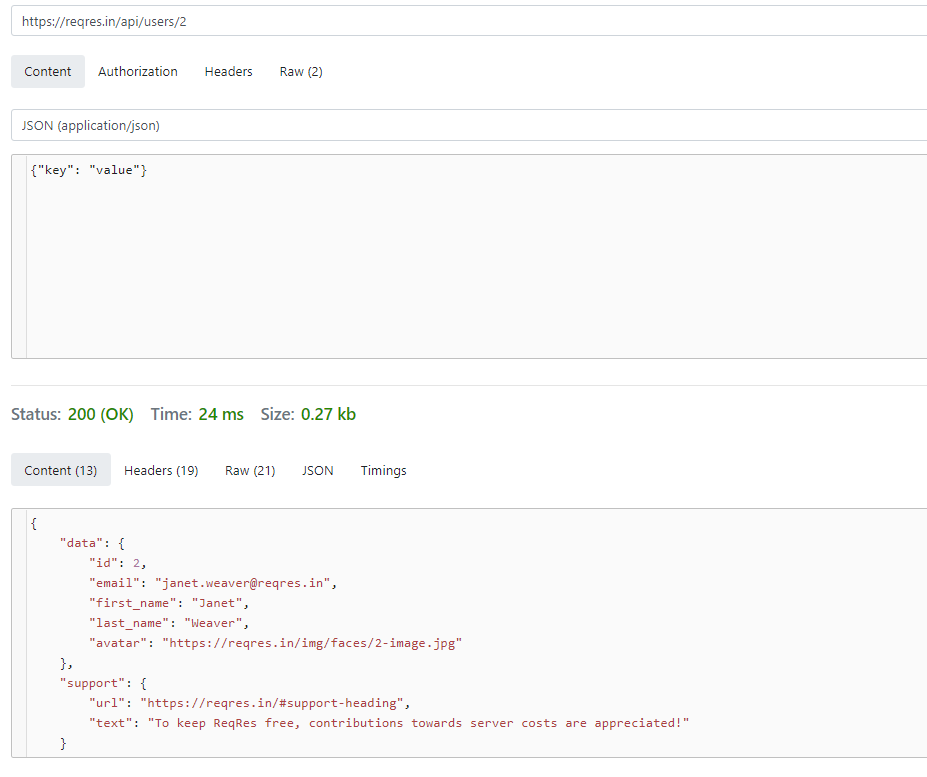 https://reqres.in/api/users/2
Content Authorization Headers Raw (2)
JSON (application/json)
{"key": "value"}
Status: 200 (OK) Time: 24 ms Size: 0.27 kb
Content (13) Headers (19) Raw (21) JSON Timings
{
    "data": {
        "id": 2,
        "email": "janet.weaver@reqres.in",
        "first_name": "Janet",
        "last_name": "Weaver",
        "avatar": "https://reqres.in/img/faces/2-image.jpg"
    },
    "support": {
        "url": "https://reqres.in/#support-heading",
        "text": "To keep ReqRes free, contributions towards server costs are appreciated!"
    }